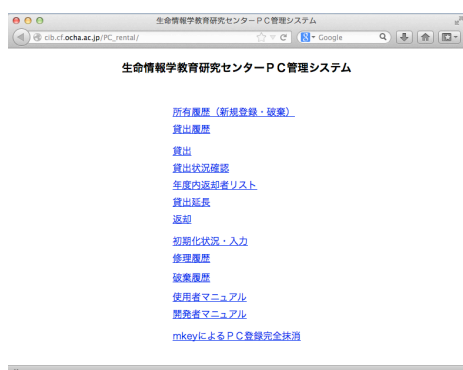 生命情報学教育研究センターＰＣ管理システム
cib.cf.ocha.ac.jp/PC_rental/
Google
生命情報学教育研究センターＰＣ管理システム
所有履歴（新規登録・破棄）
貸出履歴
貸出
貸出状況確認
年度内返却者リスト
貸出延長
返却
初期化状況・入力
修理履歴
破棄履歴
使用者マニュアル
開発者マニュアル
mkeyによるＰＣ登録完全抹消